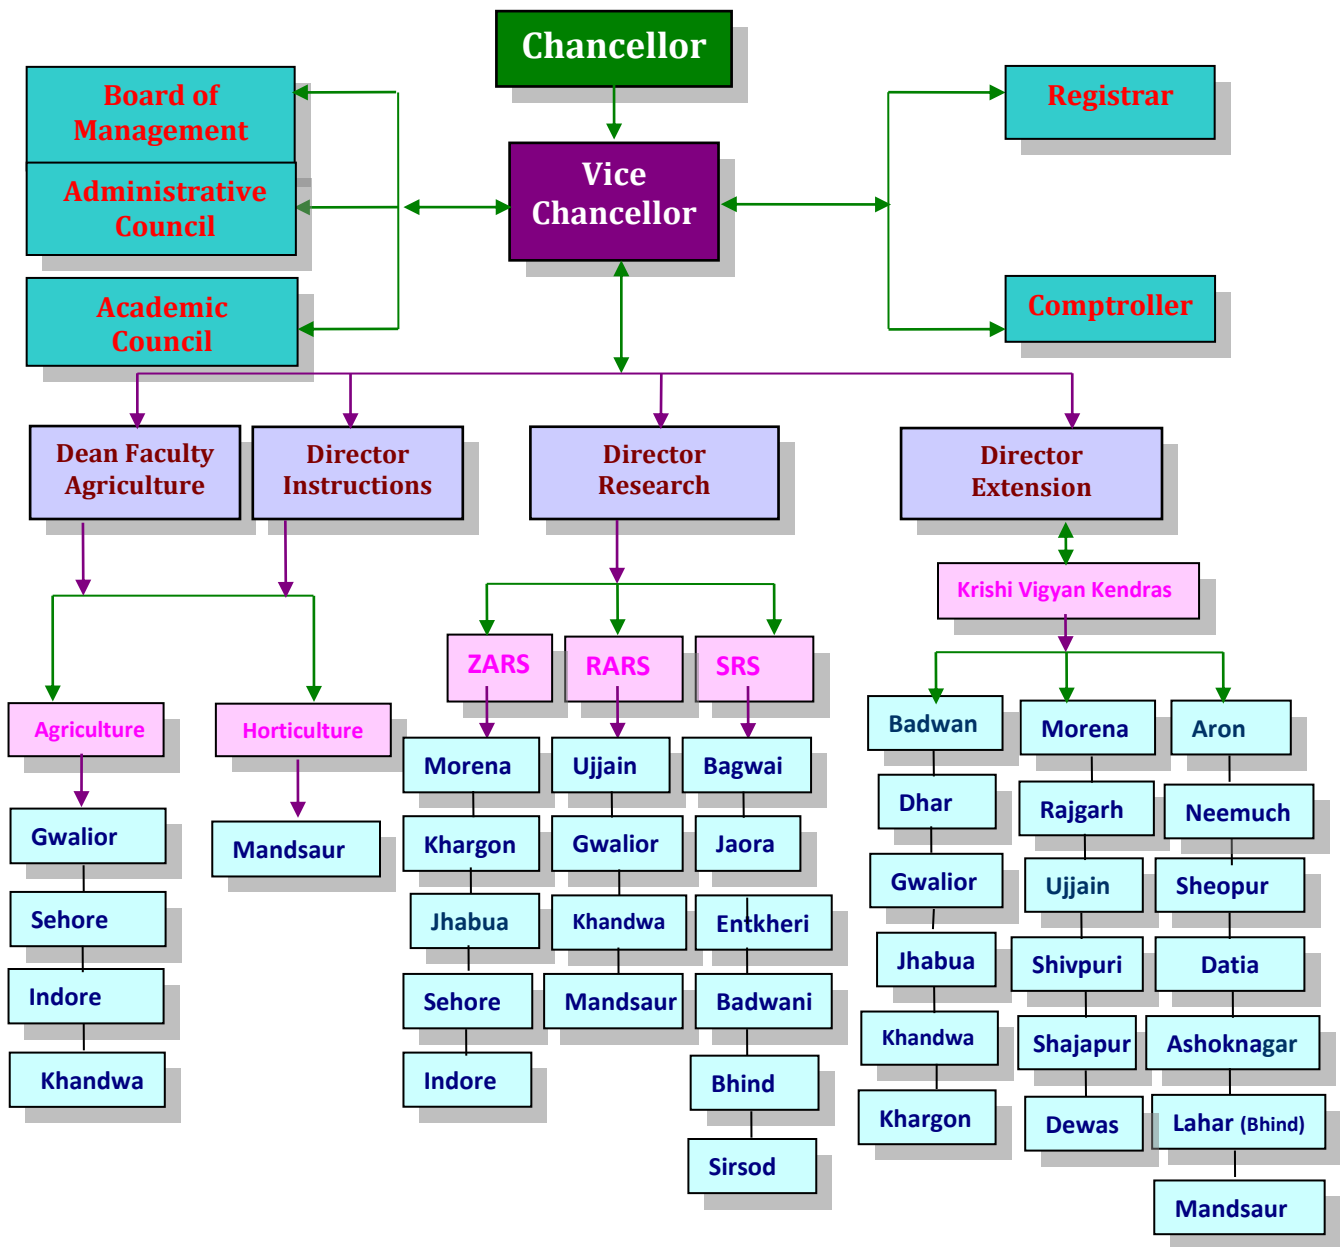 Chancellor
Board of
Management
Registrar
Vice
Chancellor
Administrative
Council
Academic
Council
Comptroller
Dean Faculty
Agriculture
Director
Instructions
Director
Research
Director
Extension
Krishi Vigyan Kendras
ZARS
RARS
SRS
Agriculture
Horticulture
Gwalior
Sehore
Indore
Khandwa
Mandsaur
Morena
Khargon
Jhabua
Sehore
Indore
Ujjain
Gwalior
Khandwa
Mandsaur
Bagwai
Jaora
Entkheri
Badwani
Bhind
Sirsod
Badwan
Dhar
Gwalior
Jhabua
Khandwa
Khargon
Morena
Rajgarh
Ujjain
Shivpuri
Shajapur
Dewas
Aron
Neemuch
Sheopur
Datia
Ashoknagar
Lahar (Bhind)
Mandsaur